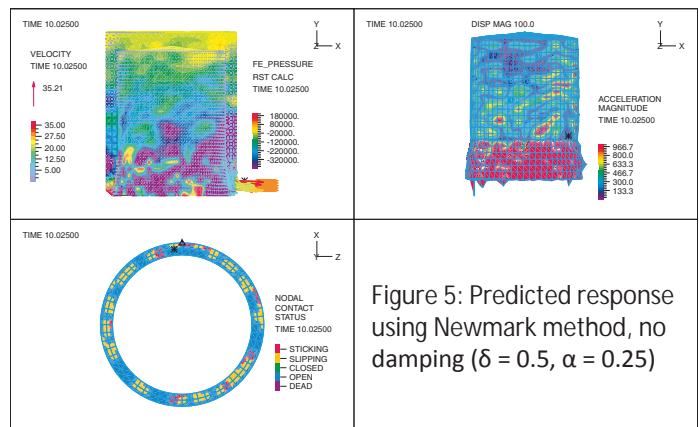 TIME 10.02500
Y
Z X
VELOCITY
TIME 10.02500
35.21
35.00
27.50
20.00
12.50
5.00
FE_PRESSURE
RST CALC
TIME 10.02500
180000.
80000.
-20000.
-120000.
-220000.
-320000.
TIME 10.02500
DISP MAG 100.0
Y
Z X
ACCELERATION
MAGNITUDE
TIME 10.02500
966.7
800.0
633.3
466.7
300.0
133.3
TIME 10.02500
X
Y Z
NODAL
CONTACT
STATUS
TIME 10.02500
STICKING
SLIPPING
CLOSED
OPEN
DEAD
Figure 5: Predicted response
using Newmark method, no
damping (δ = 0.5, α = 0.25)